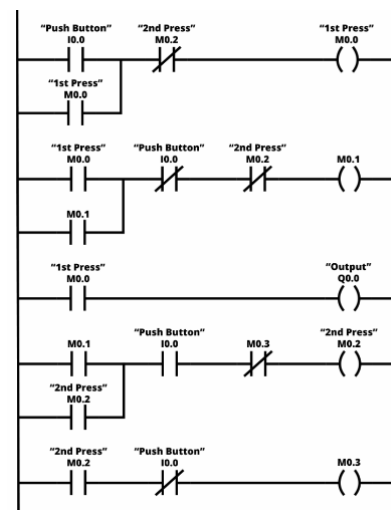 "Push Button" "2nd Press" "1st Press"
I0.0 M0.2 M0.0
"1st Press"
M0.0
"1st Press" "Push Button" "2nd Press"
M0.0 I0.0 M0.2 M0.1
M0.1
"1st Press" "Output"
M0.0 Q0.0
"Push Button" "2nd Press"
M0.1 I0.0 M0.3 M0.2
"2nd Press"
M0.2
"2nd Press" "Push Button"
M0.2 I0.0 M0.3